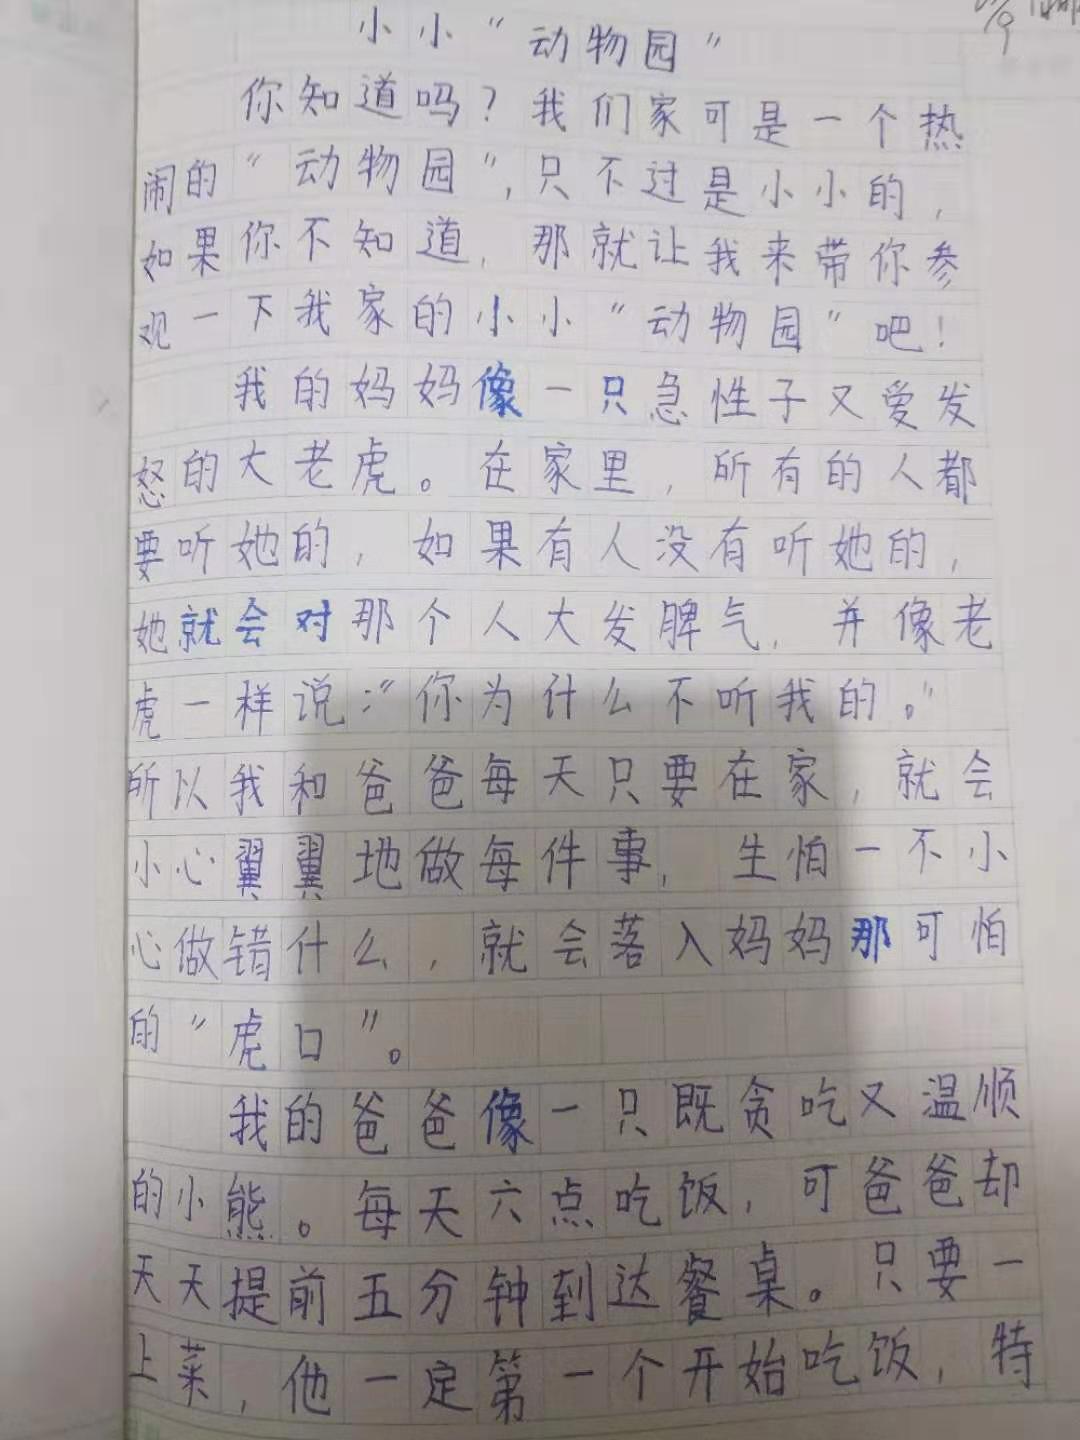 小小“动物园”
你知道吗？我们家可是一个热
闹的“动物园”，只不过是小小的，
如果你不知道，那就让我来带你参
观一下我家的小小“动物园”吧！
我的妈妈像一只急性子又爱发
怒的大老虎。在家里，所有的人都
要听她的，如果有人没有听她的，
她就会对那个人大发脾气，并像老
虎一样说：“你为什么不听我的。”
所以我和爸爸每天只要在家，就会
小心翼翼地做每件事，生怕一不小
心做错什么，就会落入妈妈那可怕
的“虎口”。
我的爸爸像一只既贪吃又温顺
的小熊。每天六点吃饭，可爸爸却
天天提前五分钟到达餐桌。只要一
上菜，他一定第一个开始吃饭，特